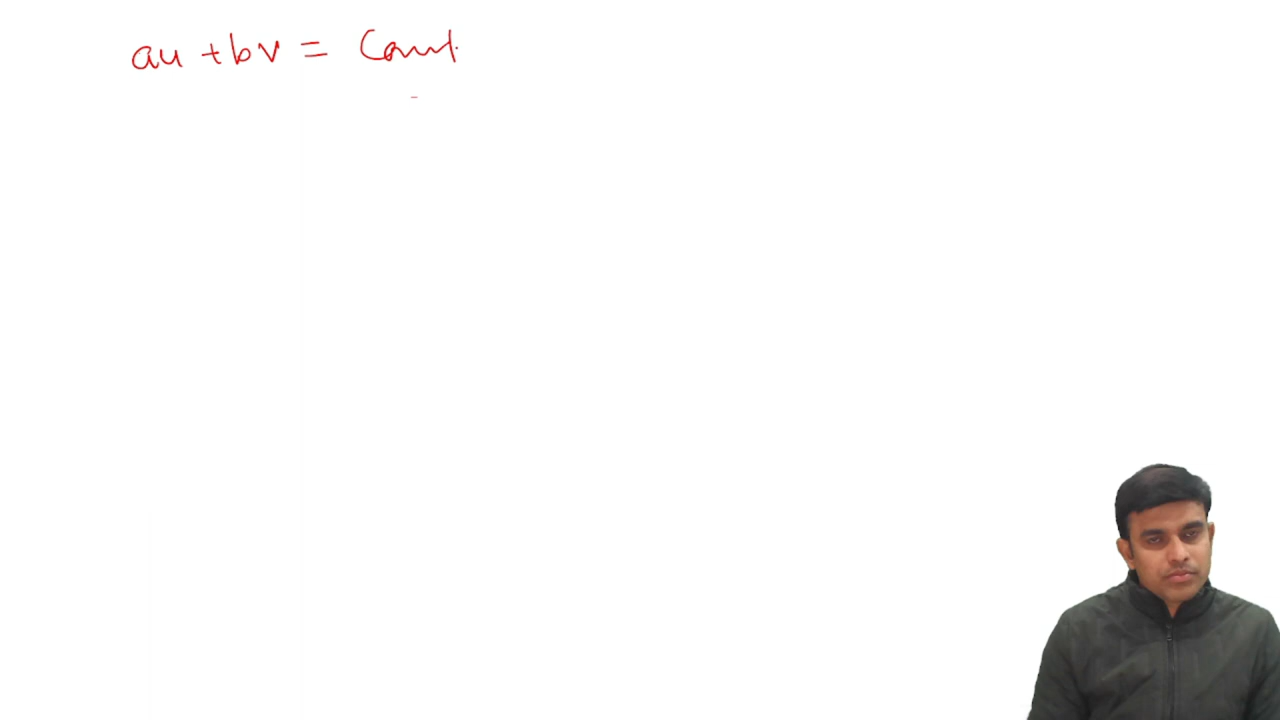 au + bv = Const.